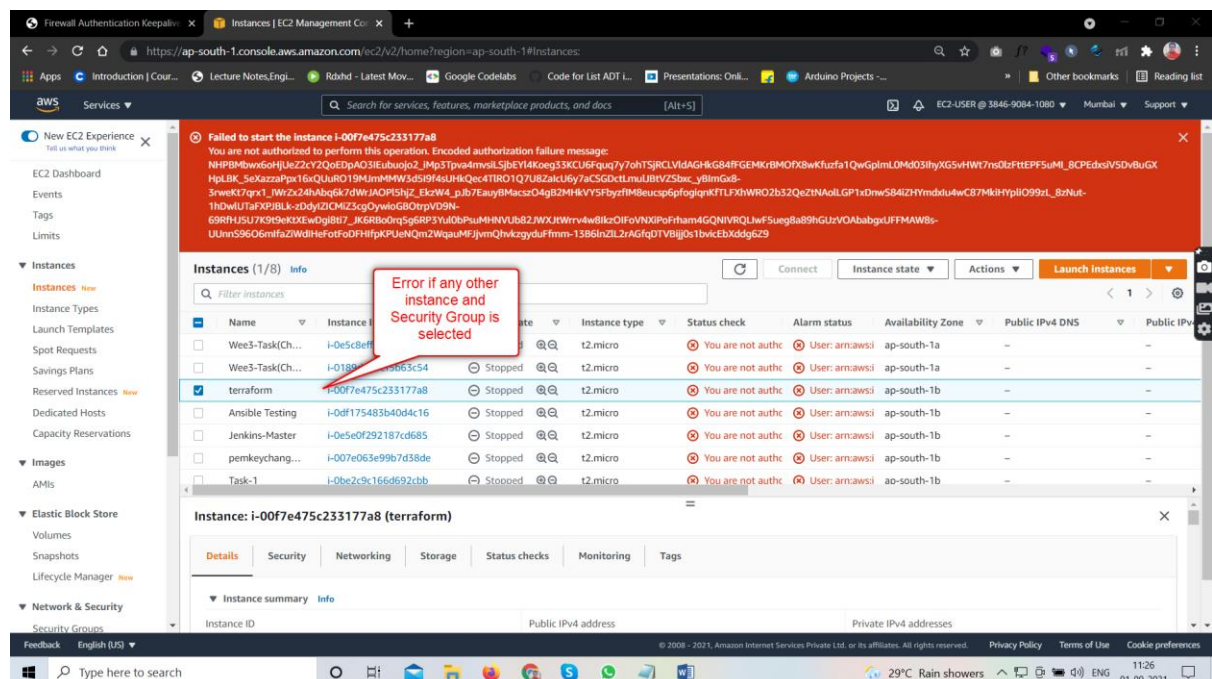 Firewall Authentication Keepaliv
Instances | EC2 Management Con
https://ap-south-1.console.aws.amazon.com/ec2/v2/home?region=ap-south-1#Instances:
Apps
Introduction | Cour...
Lecture Notes,Engi...
Rdxhd - Latest Mov...
Google Codelabs
Code for List ADT i...
Presentations: Onli...
Arduino Projects -...
»
Other bookmarks
Reading list
aws
Services ▼
Search for services, features, marketplace products, and docs
[Alt+S]
EC2-USER @ 3846-9084-1080 ▼
Mumbai ▼
Support ▼
New EC2 Experience
Tell us what you think
EC2 Dashboard
Events
Tags
Limits
Instances
Instances New
Instance Types
Launch Templates
Spot Requests
Savings Plans
Reserved Instances New
Dedicated Hosts
Capacity Reservations
Images
AMIs
Elastic Block Store
Volumes
Snapshots
Lifecycle Manager New
Network & Security
Security Groups
Failed to start the instance i-00f7e475c233177a8
You are not authorized to perform this operation. Encoded authorization failure message:
Instances (1/8) Info
Connect
Instance state ▼
Actions ▼
Launch instances
Filter instances
1
Error if any other
instance and
Security Group is
selected
Name
Instance type
Status check
Alarm status
Availability Zone
Public IPv4 DNS
Public IPv
Wee3-Task(Ch...
t2.micro
You are not authc
User: arn:aws:i
ap-south-1a
–
–
Wee3-Task(Ch...
Stopped
t2.micro
You are not authc
User: arn:aws:i
ap-south-1a
–
–
terraform
i-00f7e475c233177a8
Stopped
t2.micro
You are not authc
User: arn:aws:i
ap-south-1b
–
–
Ansible Testing
i-0df175483b40d4c16
Stopped
t2.micro
You are not authc
User: arn:aws:i
ap-south-1b
–
–
Jenkins-Master
i-0e5e0f292187cd685
Stopped
t2.micro
You are not authc
User: arn:aws:i
ap-south-1b
–
–
pemkeychang...
i-007e063e99b7d38de
Stopped
t2.micro
You are not authc
User: arn:aws:i
ap-south-1b
–
–
Task-1
i-0be2c9c166d692cbb
Stopped
t2.micro
You are not authc
User: arn:aws:i
ap-south-1b
–
–
Instance: i-00f7e475c233177a8 (terraform)
Details
Security
Networking
Storage
Status checks
Monitoring
Tags
Instance summary Info
Instance ID
Public IPv4 address
Private IPv4 addresses
Feedback
English (US) ▼
© 2008 - 2021, Amazon Internet Services Private Ltd. or its affiliates. All rights reserved.
Privacy Policy
Terms of Use
Cookie preferences
Type here to search
29°C Rain showers
ENG
11:26
01-09-2021